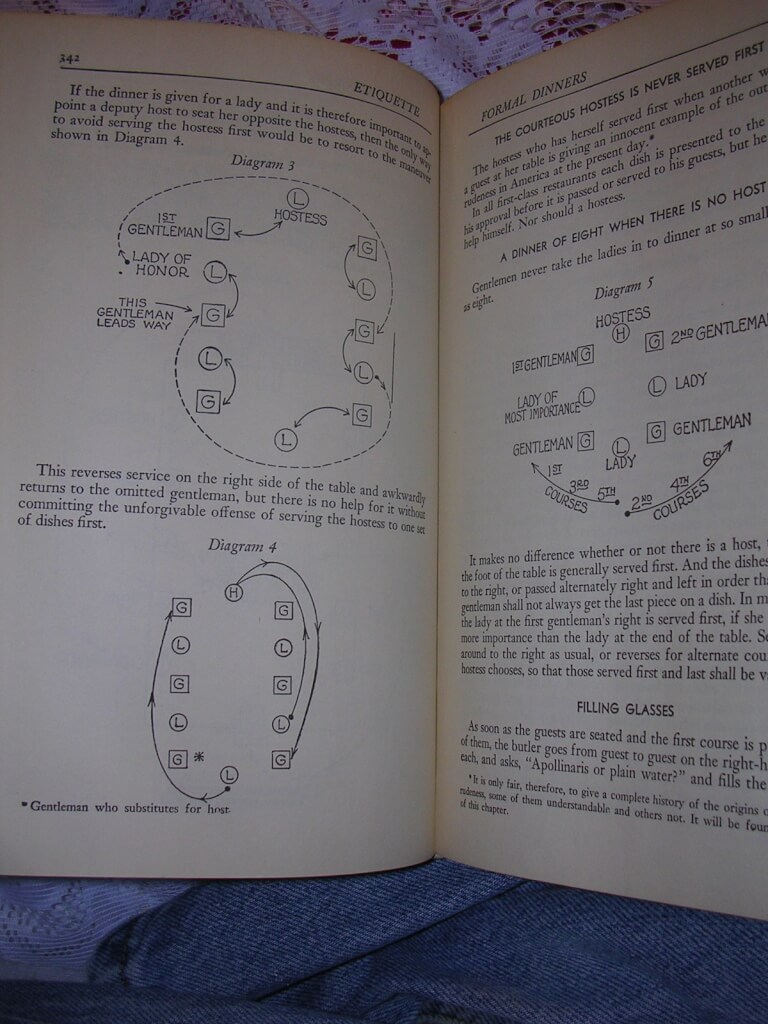 342
ETIQUETTE
If the dinner is given for a lady and it is therefore important to ap-
point a deputy host to seat her opposite the hostess, then the only way
to avoid serving the hostess first would be to resort to the maneuver
shown in Diagram 4.
Diagram 3
L
HOSTESS
1ST
GENTLEMAN G
G
LADY OF
HONOR L
L
THIS
GENTLEMAN
LEADS WAY
G
G
L
L
G
G
L
This reverses service on the right side of the table and awkwardly
returns to the omitted gentleman, but there is no help for it without
committing the unforgivable offense of serving the hostess to one set
of dishes first.
Diagram 4
H
G G
L L
G G
L L
G * G
L
*Gentleman who substitutes for host.
FORMAL DINNERS
THE COURTEOUS HOSTESS IS NEVER SERVED FIRST
The hostess who has herself served first when another
a guest at her table is giving an innocent example of the
rudeness in America at the present day.*
In all first-class restaurants each dish is presented to the
his approval before it is passed or served to his guests, but he
help himself. Nor should a hostess.
A DINNER OF EIGHT WHEN THERE IS NO HOST
Gentlemen never take the ladies in to dinner at so small
as eight.
Diagram 5
HOSTESS
H
1ST GENTLEMAN G
G 2ND GENTLEMA
LADY OF
MOST IMPORTANCE L
L LADY
GENTLEMAN G
G GENTLEMAN
L
LADY
1ST 3RD 5TH
COURSES
2ND 4TH 6TH
COURSES
It makes no difference whether or not there is a host,
the foot of the table is generally served first. And the dishes
to the right, or passed alternately right and left in order tha
gentleman shall not always get the last piece on a dish. In m
the lady at the first gentleman's right is served first, if she
more importance than the lady at the end of the table. Se
around to the right as usual, or reverses for alternate cou
hostess chooses, so that those served first and last shall be v
FILLING GLASSES
As soon as the guests are seated and the first course is p
of them, the butler goes from guest to guest on the right-h
each, and asks, "Apollinaris or plain water?" and fills the
*It is only fair, therefore, to give a complete history of the origins
rudeness, some of them understandable and others not. It will be foun
of this chapter.